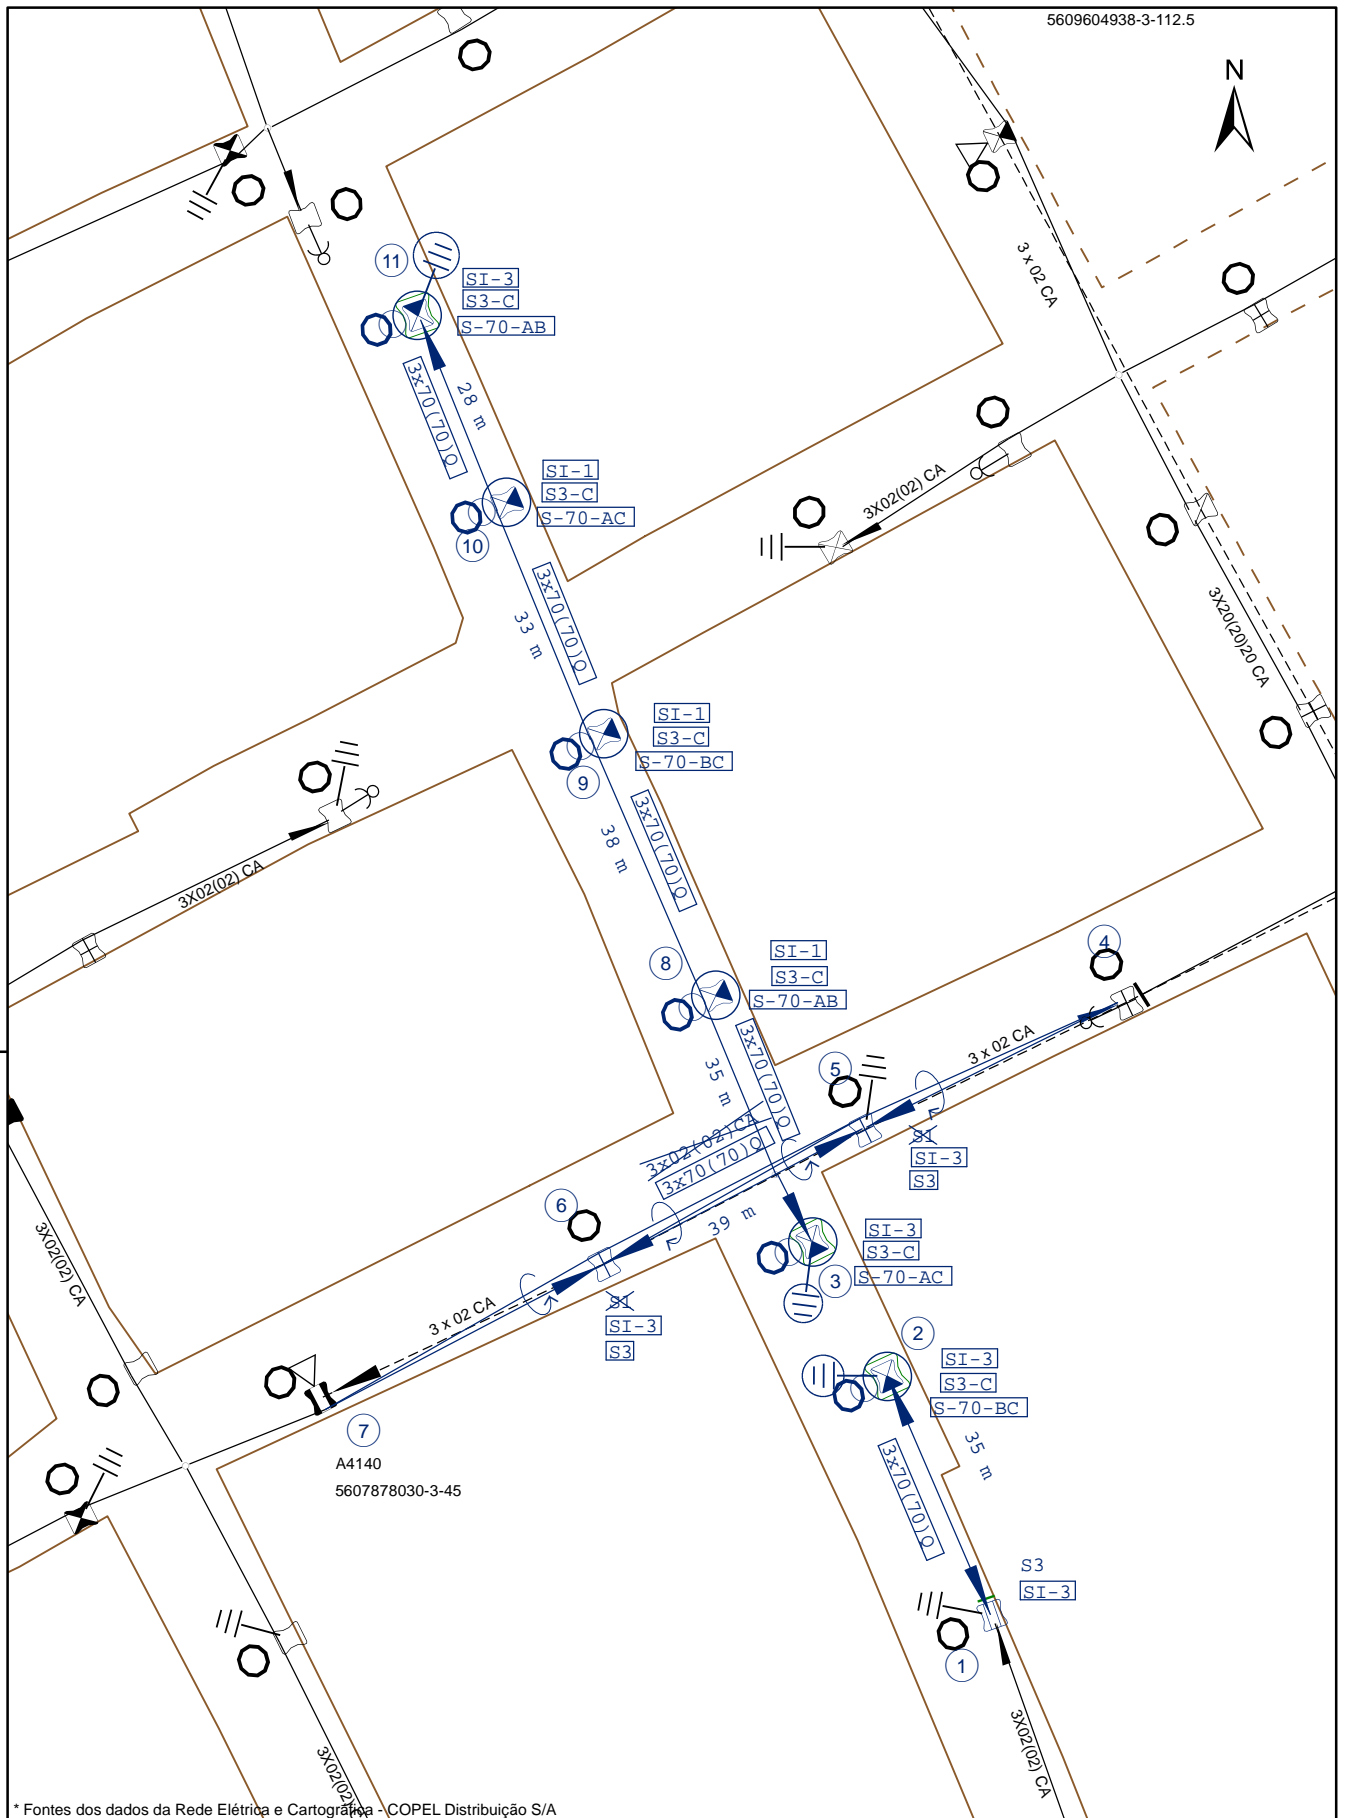 5609604938-3-112.5
N
3 x 02 CA
11
SI-3
S3-C
S-70-AB
3x70(70)Q
28 m
SI-1
S3-C
S-70-AC
10
3X02(02) CA
3x70(70)Q
33 m
3X20(20)20 CA
SI-1
S3-C
S-70-BC
9
3x70(70)Q
38 m
3X02(02) CA
8
SI-1
S3-C
S-70-AB
4
3x70(70)Q
35 m
3 x 02 CA
5
S1
SI-3
S3
3x02(02)CA
3x70(70)Q
39 m
6
S1
SI-3
S3
3X02(02) CA
3 x 02 CA
SI-3
S3-C
S-70-AC
3
2
SI-3
S3-C
S-70-BC
7
A4140
5607878030-3-45
3x70(70)Q
35 m
S3
SI-3
1
3X02(02) CA
3X02(02)
* Fontes dos dados da Rede Elétrica e Cartográfica - COPEL Distribuição S/A